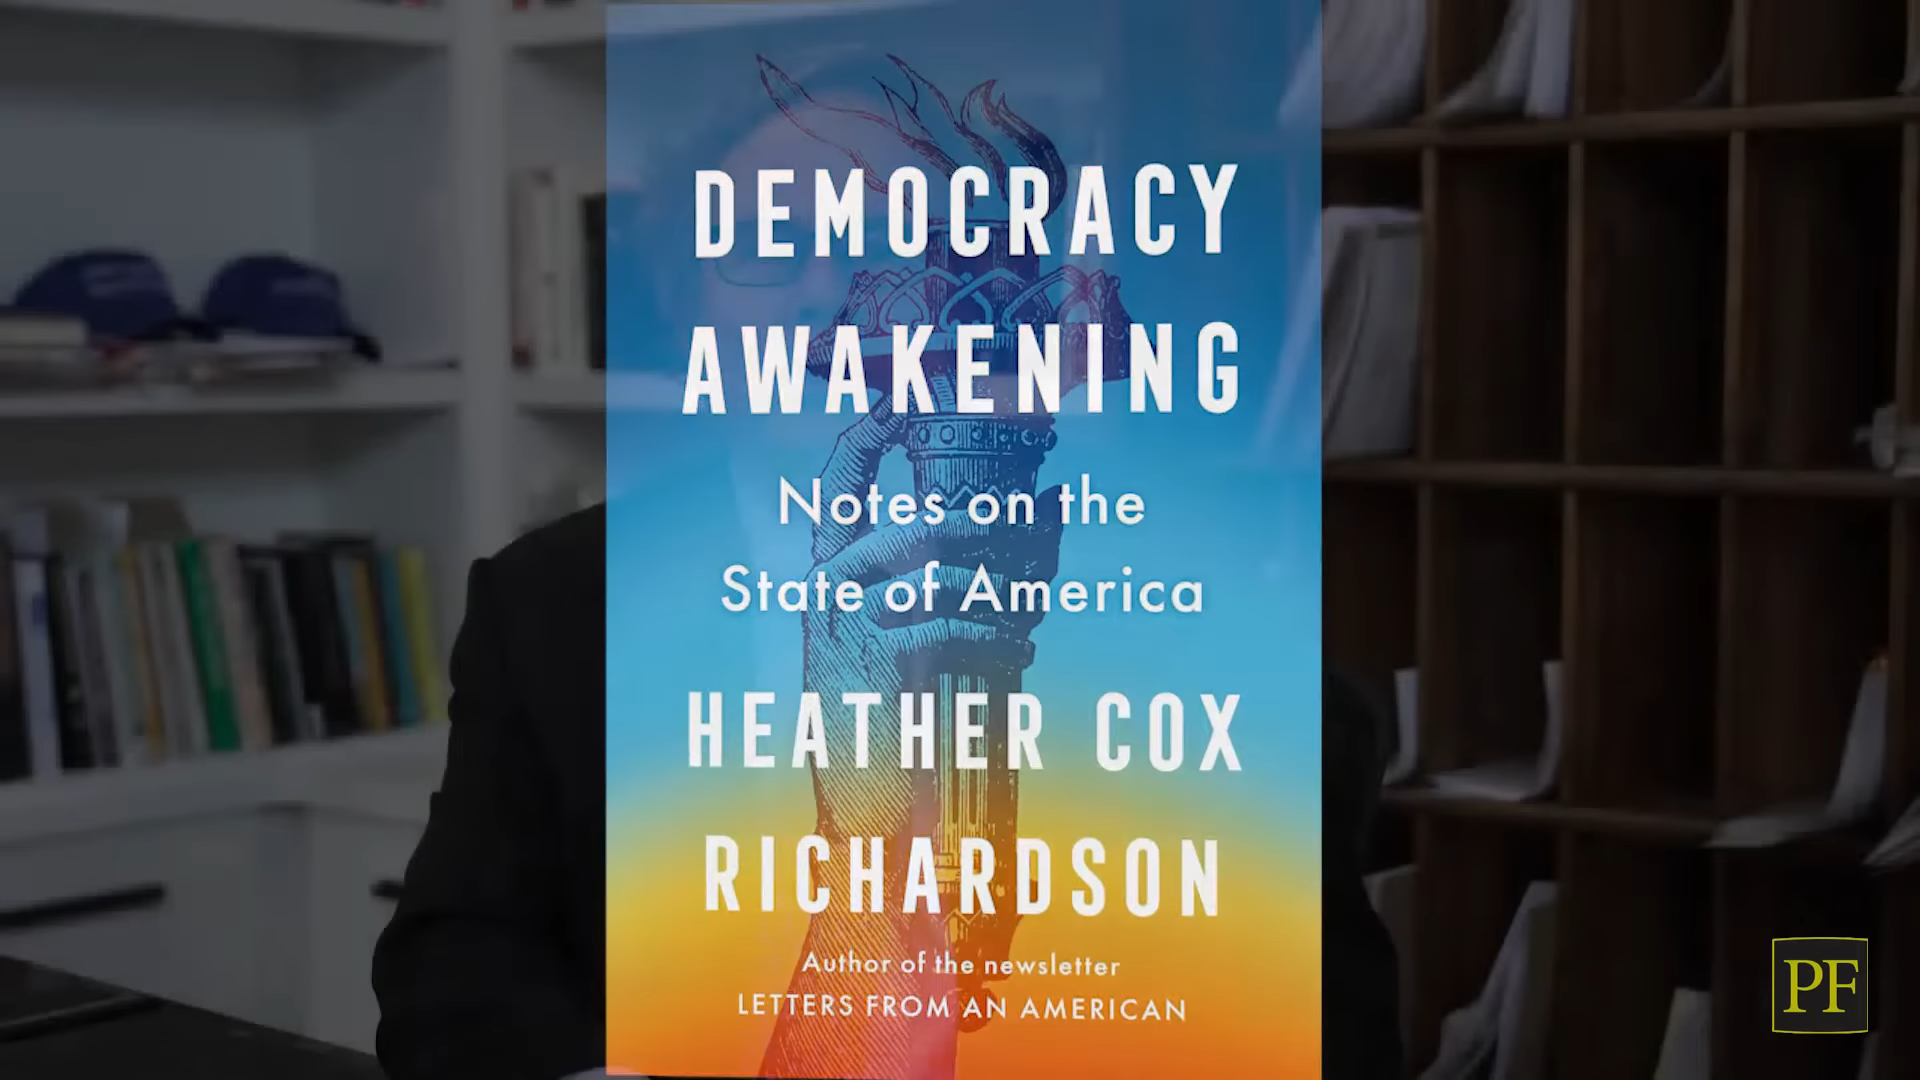 DEMOCRACY
AWAKENING
Notes on the
State of America
HEATHER COX
RICHARDSON
Author of the newsletter
LETTERS FROM AN AMERICAN
PF